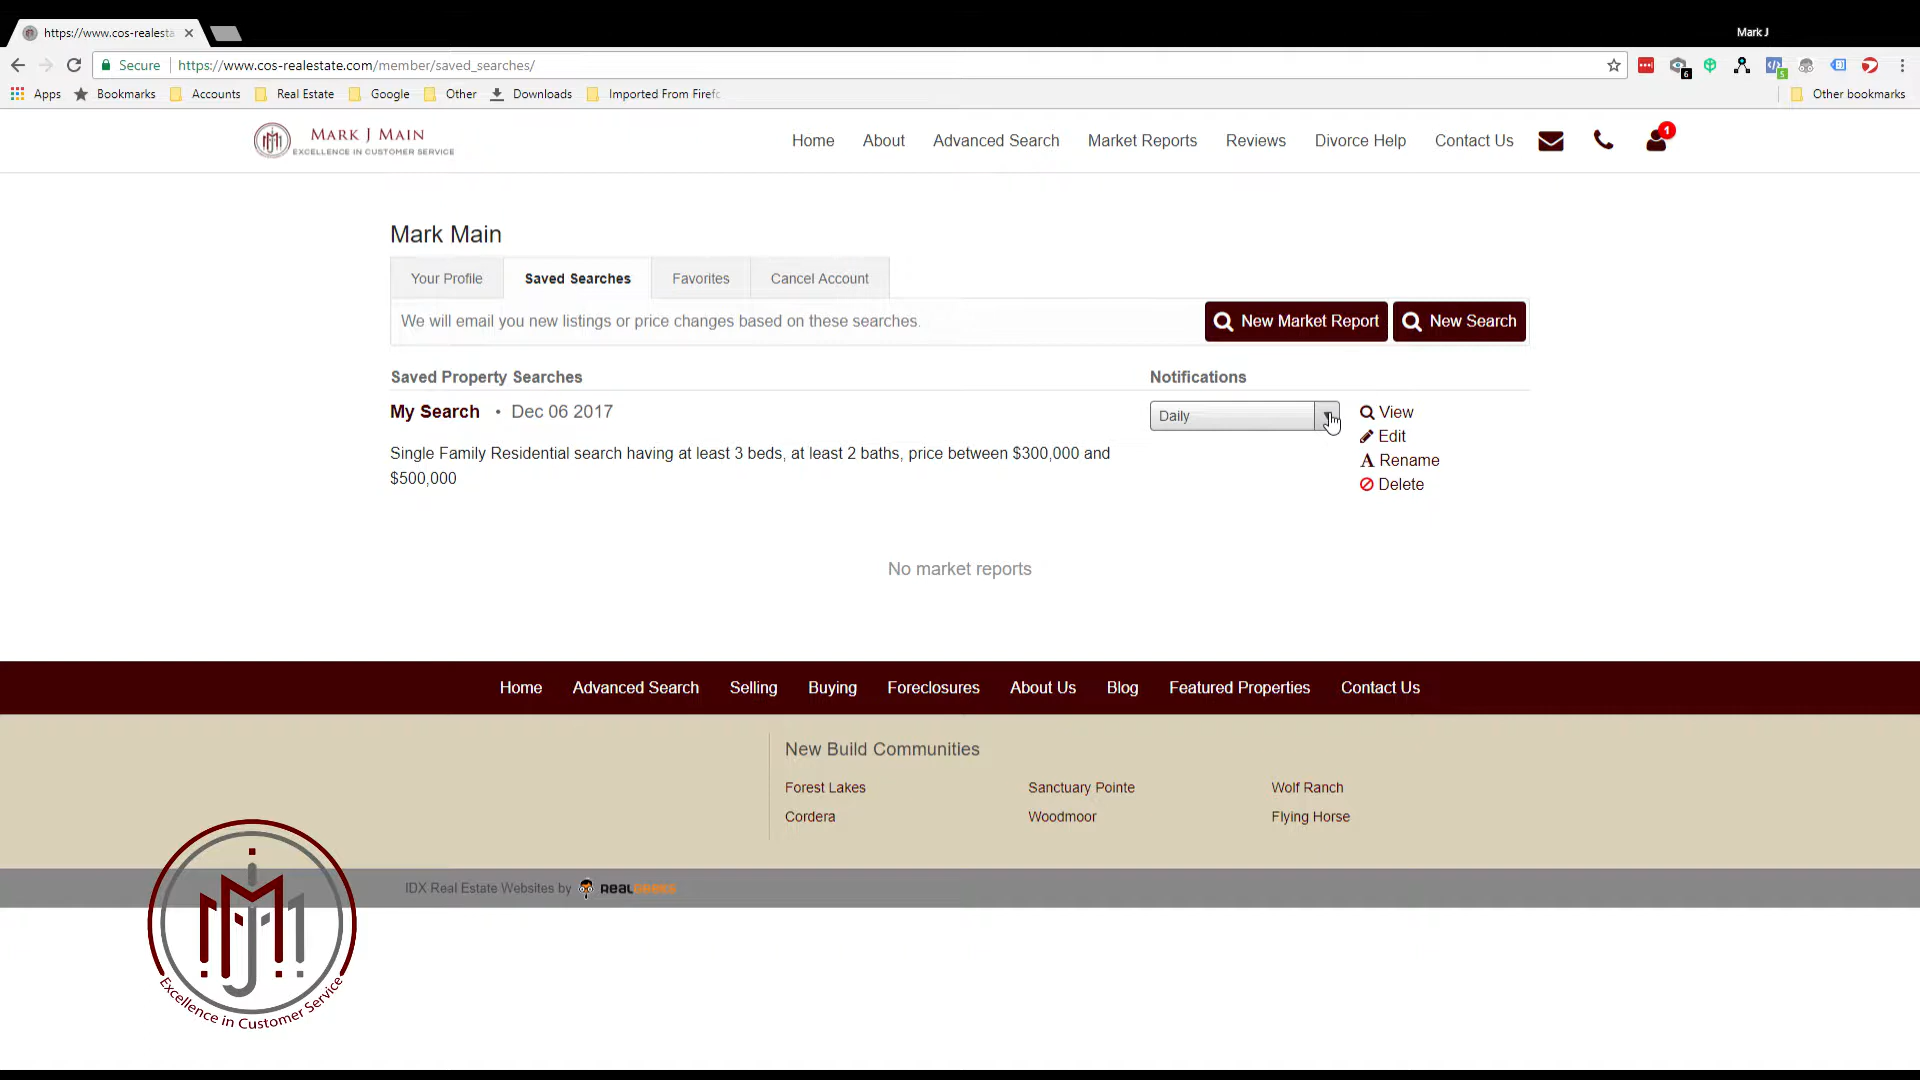 https://www.cos-realesta
Mark J
Secure https://www.cos-realestate.com/member/saved_searches/
6
5
Apps Bookmarks Accounts Real Estate Google Other Downloads Imported From Firefo Other bookmarks
MARK J MAIN
EXCELLENCE IN CUSTOMER SERVICE
Home About Advanced Search Market Reports Reviews Divorce Help Contact Us 1
Mark Main
Your Profile Saved Searches Favorites Cancel Account
We will email you new listings or price changes based on these searches. New Market Report New Search
Saved Property Searches Notifications
My Search • Dec 06 2017 Daily View
Edit
Single Family Residential search having at least 3 beds, at least 2 baths, price between $300,000 and
A Rename
$500,000
Delete
No market reports
Home Advanced Search Selling Buying Foreclosures About Us Blog Featured Properties Contact Us
New Build Communities
Forest Lakes Sanctuary Pointe Wolf Ranch
Cordera Woodmoor Flying Horse
IDX Real Estate Websites by REALGEEKS
Excellence in Customer Service